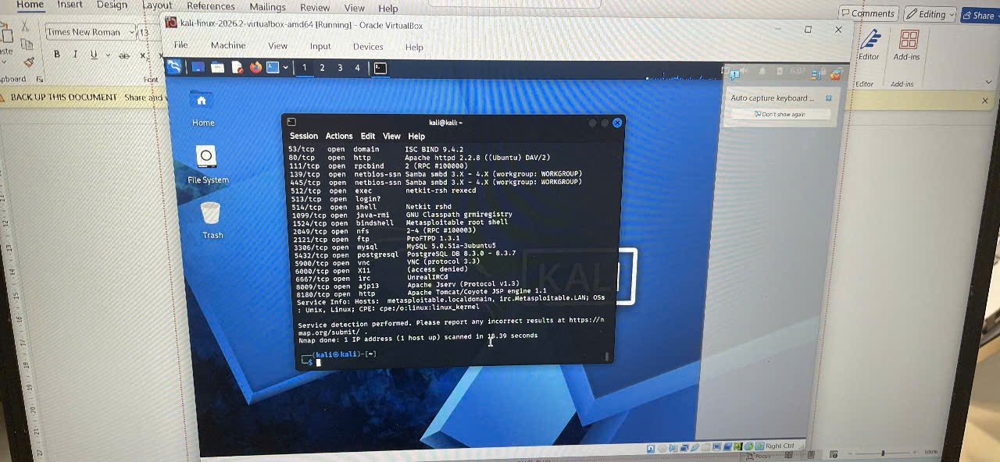 Home Insert Design Layout References Mailings Review View Help
Comments Editing Share
Times New Roman 13
B I U ab x
Font
Editor Add-ins
Editor Add-ins
BACK UP THIS DOCUMENT Share and
kali-linux-2026.2-virtualbox-amd64 [Running] - Oracle VirtualBox
File Machine View Input Devices Help
1 2 3 4
6:07
Auto capture keyboard ...
Don't show again
Home
File System
Trash
kali@kali: ~
Session Actions Edit View Help
53/tcp open domain ISC BIND 9.4.2
80/tcp open http Apache httpd 2.2.8 ((Ubuntu) DAV/2)
111/tcp open rpcbind 2 (RPC #100000)
139/tcp open netbios-ssn Samba smbd 3.X - 4.X (workgroup: WORKGROUP)
445/tcp open netbios-ssn Samba smbd 3.X - 4.X (workgroup: WORKGROUP)
512/tcp open exec netkit-rsh rexecd
513/tcp open login?
514/tcp open shell Netkit rshd
1099/tcp open java-rmi GNU Classpath grmiregistry
1524/tcp open bindshell Metasploitable root shell
2049/tcp open nfs 2-4 (RPC #100003)
2121/tcp open ftp ProFTPD 1.3.1
3306/tcp open mysql MySQL 5.0.51a-3ubuntu5
5432/tcp open postgresql PostgreSQL DB 8.3.0 - 8.3.7
5900/tcp open vnc VNC (protocol 3.3)
6000/tcp open X11 (access denied)
6667/tcp open irc UnrealIRCd
8009/tcp open ajp13 Apache Jserv (Protocol v1.3)
8180/tcp open http Apache Tomcat/Coyote JSP engine 1.1
Service Info: Hosts: metasploitable.localdomain, irc.Metasploitable.LAN; OSs
: Unix, Linux; CPE: cpe:/o:linux:linux_kernel
Service detection performed. Please report any incorrect results at https://n
map.org/submit/ .
Nmap done: 1 IP address (1 host up) scanned in 18.39 seconds
(kali㉿kali)-[~]
$
KALI
Right Ctrl
Focus
100%